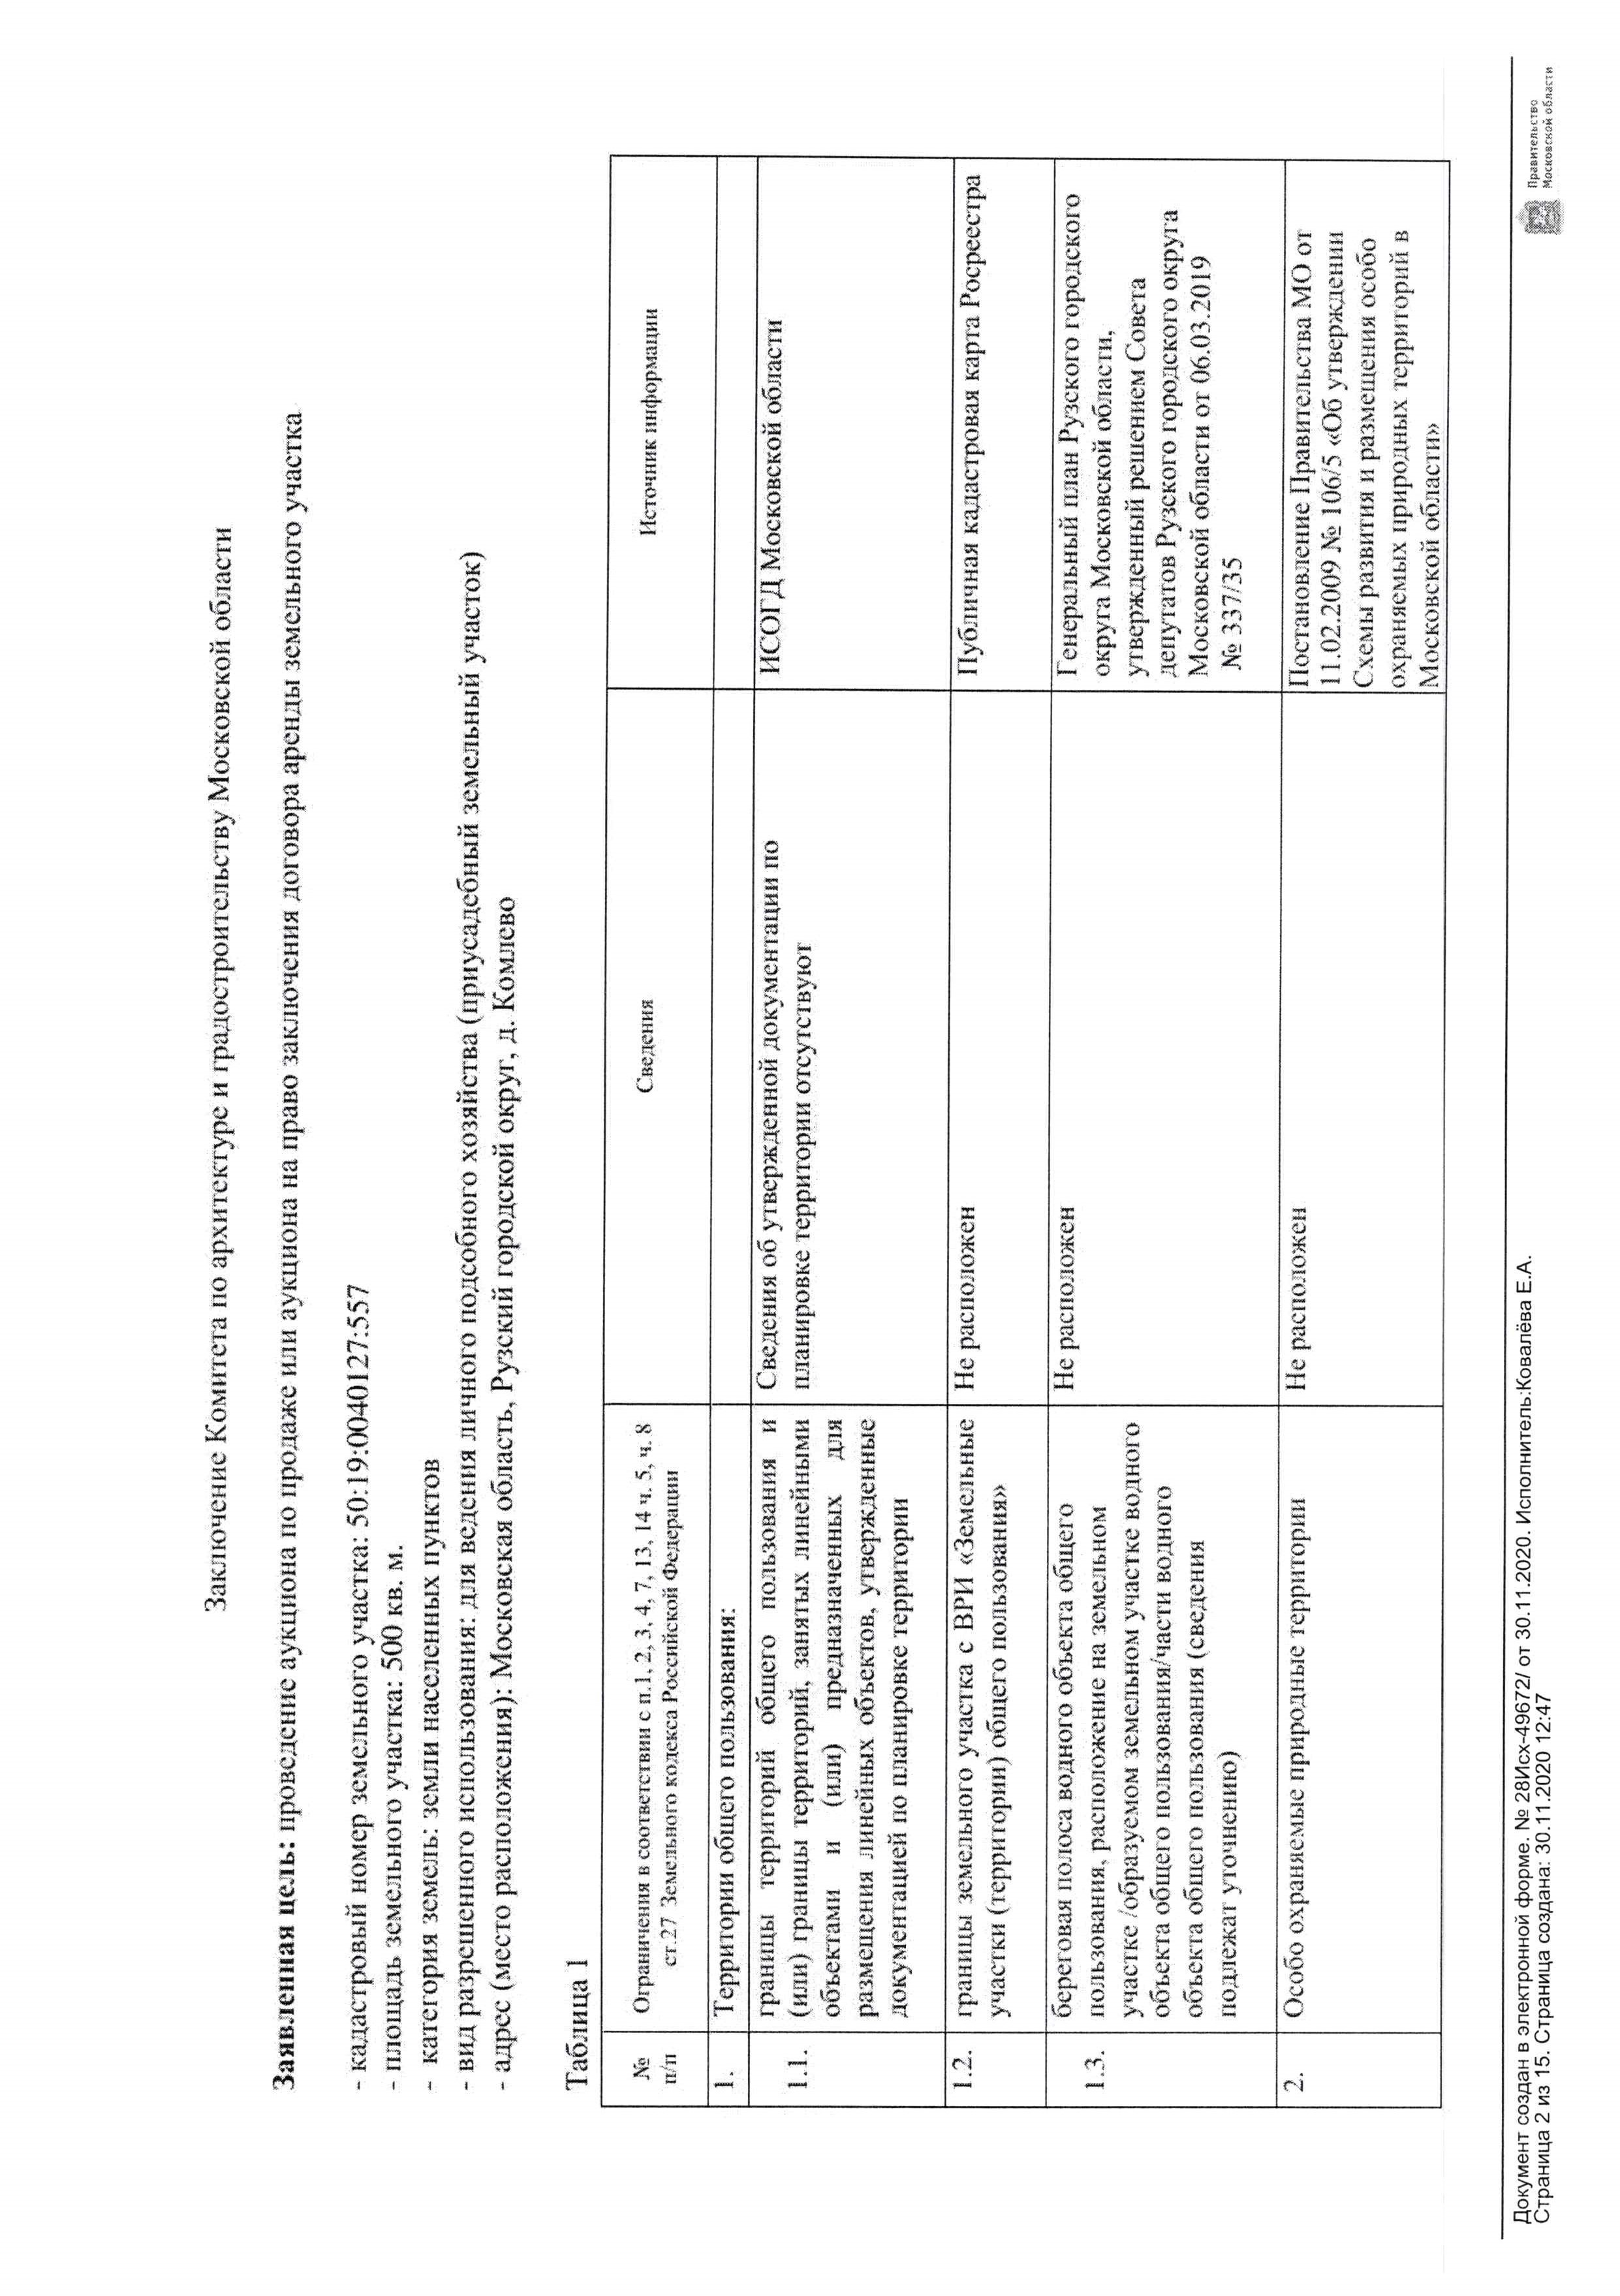 Заключение Комитета по архитектуре и градостроительству Московской области
Заявленная цель: проведение аукциона по продаже или аукциона на право заключения договора аренды земельного участка
- кадастровый номер земельного участка: 50:19:0040127:557
- площадь земельного участка: 500 кв. м.
- категория земель: земли населенных пунктов
- вид разрешенного использования: для ведения личного подсобного хозяйства (приусадебный земельный участок)
- адрес (место расположения): Московская область, Рузский городской округ, д. Комлево
Таблица 1
№
п/п
Ограничения в соответствии с п.1, 2, 3, 4, 7, 13, 14 ч. 5, ч. 8
ст.27 Земельного кодекса Российской Федерации
Сведения
Источник информации
1.
Территории общего пользования:
1.1.
границы территорий общего пользования и
(или) границы территорий, занятых линейными
объектами и (или) предназначенных для
размещения линейных объектов, утвержденные
документацией по планировке территории
Сведения об утвержденной документации по
планировке территории отсутствуют
ИСОГД Московской области
1.2.
границы земельного участка с ВРИ «Земельные
участки (территории) общего пользования»
Не расположен
Публичная кадастровая карта Росреестра
1.3.
береговая полоса водного объекта общего
пользования, расположение на земельном
участке /образуемом земельном участке водного
объекта общего пользования/части водного
объекта общего пользования (сведения
подлежат уточнению)
Не расположен
Генеральный план Рузского городского
округа Московской области,
утвержденный решением Совета
депутатов Рузского городского округа
Московской области от 06.03.2019
№ 337/35
2.
Особо охраняемые природные территории
Не расположен
Постановление Правительства МО от
11.02.2009 № 106/5 «Об утверждении
Схемы развития и размещения особо
охраняемых природных территорий в
Московской области»
Документ создан в электронной форме. № 28Исх-49672/ от 30.11.2020. Исполнитель:Ковалёва Е.А.
Страница 2 из 15. Страница создана: 30.11.2020 12:47
Правительство
Московской области